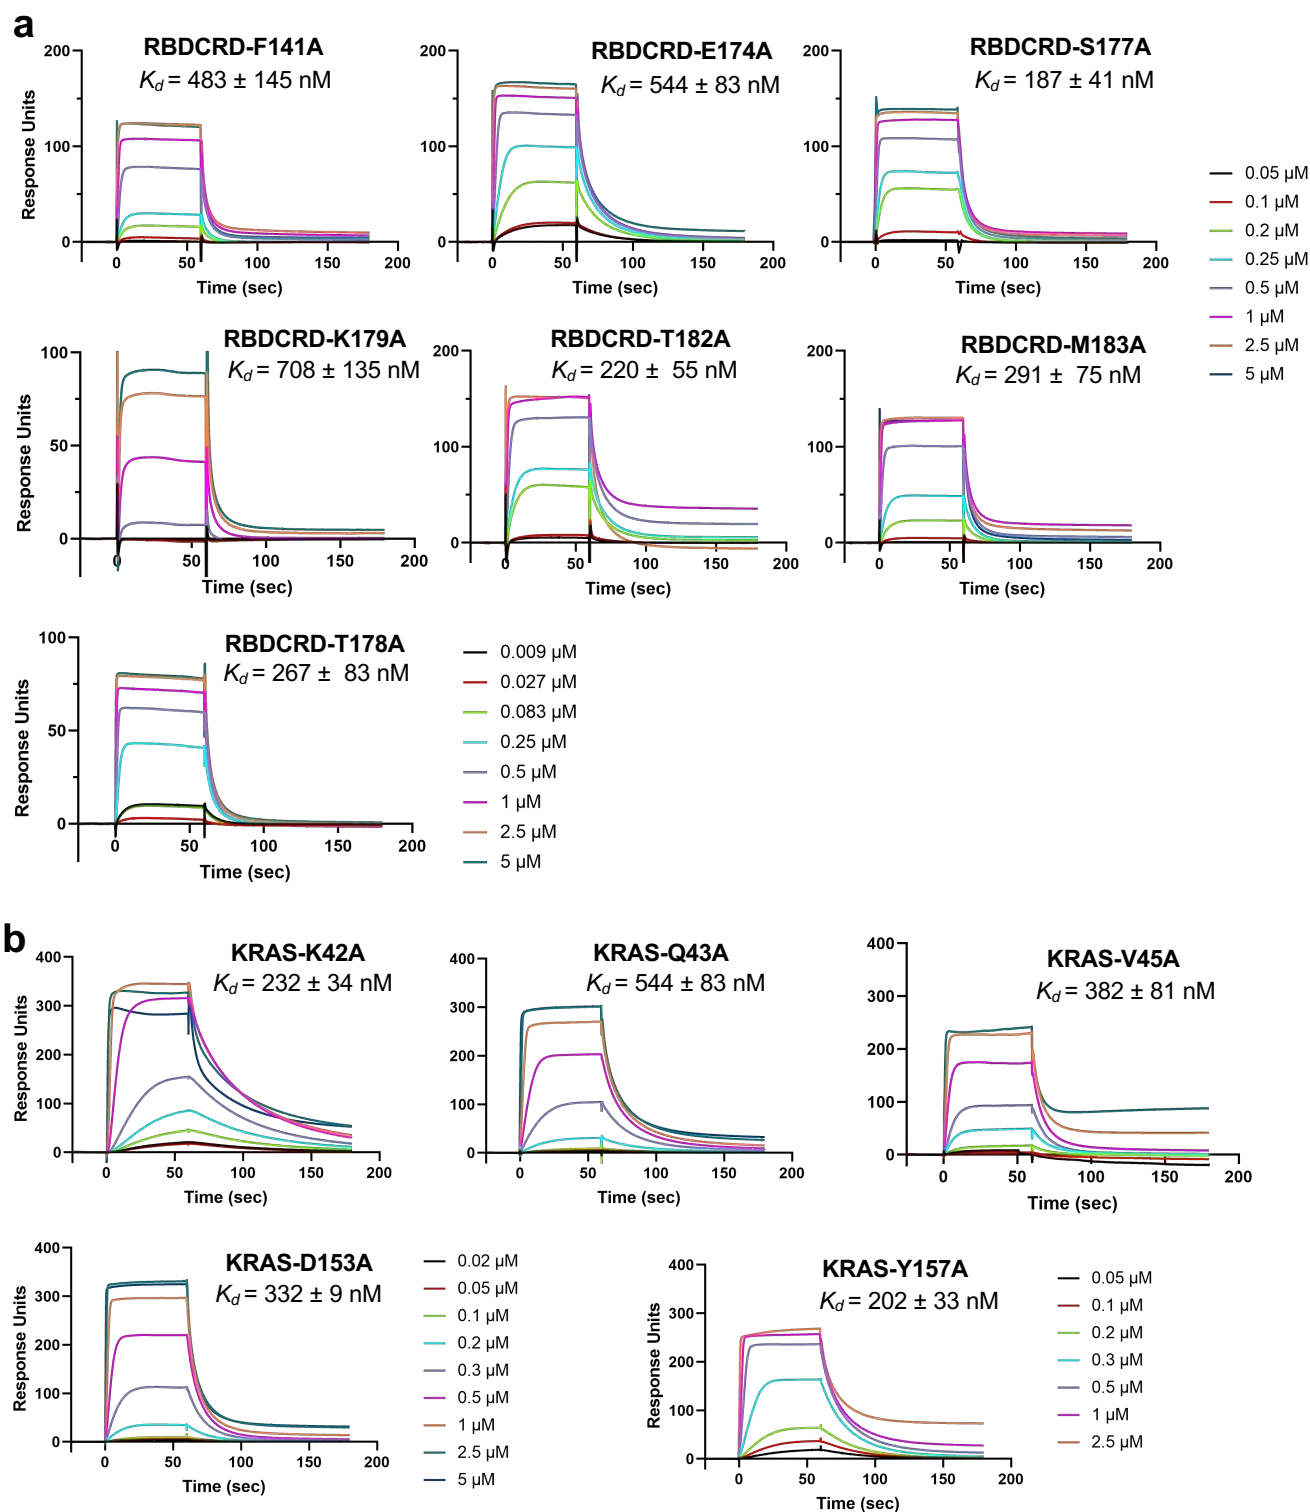 a
RBDCRD-F141A
Kd = 483 ± 145 nM
Response Units
200
100
0
0 50 100 150 200
Time (sec)
RBDCRD-E174A
Kd = 544 ± 83 nM
200
100
0
0 50 100 150 200
Time (sec)
RBDCRD-S177A
Kd = 187 ± 41 nM
200
100
0
0 50 100 150 200
Time (sec)
0.05 µM
0.1 µM
0.2 µM
0.25 µM
0.5 µM
1 µM
2.5 µM
5 µM
RBDCRD-K179A
Kd = 708 ± 135 nM
Response Units
100
50
0
0 50 100 150 200
Time (sec)
RBDCRD-T182A
Kd = 220 ± 55 nM
200
100
0
0 50 100 150 200
Time (sec)
RBDCRD-M183A
Kd = 291 ± 75 nM
200
100
0
0 50 100 150 200
Time (sec)
RBDCRD-T178A
Kd = 267 ± 83 nM
Response Units
100
50
0
0 50 100 150 200
Time (sec)
0.009 µM
0.027 µM
0.083 µM
0.25 µM
0.5 µM
1 µM
2.5 µM
5 µM
b
KRAS-K42A
Kd = 232 ± 34 nM
Response Units
400
300
200
100
0
0 50 100 150 200
Time (sec)
KRAS-Q43A
Kd = 544 ± 83 nM
400
300
200
100
0
0 50 100 150 200
Time (sec)
KRAS-V45A
Kd = 382 ± 81 nM
400
300
200
100
0
0 50 100 150 200
Time (sec)
KRAS-D153A
Kd = 332 ± 9 nM
Response Units
400
300
200
100
0
0 50 100 150 200
Time (sec)
0.02 µM
0.05 µM
0.1 µM
0.2 µM
0.3 µM
0.5 µM
1 µM
2.5 µM
5 µM
KRAS-Y157A
Kd = 202 ± 33 nM
Response Units
400
300
200
100
0
0 50 100 150 200
Time (sec)
0.05 µM
0.1 µM
0.2 µM
0.3 µM
0.5 µM
1 µM
2.5 µM